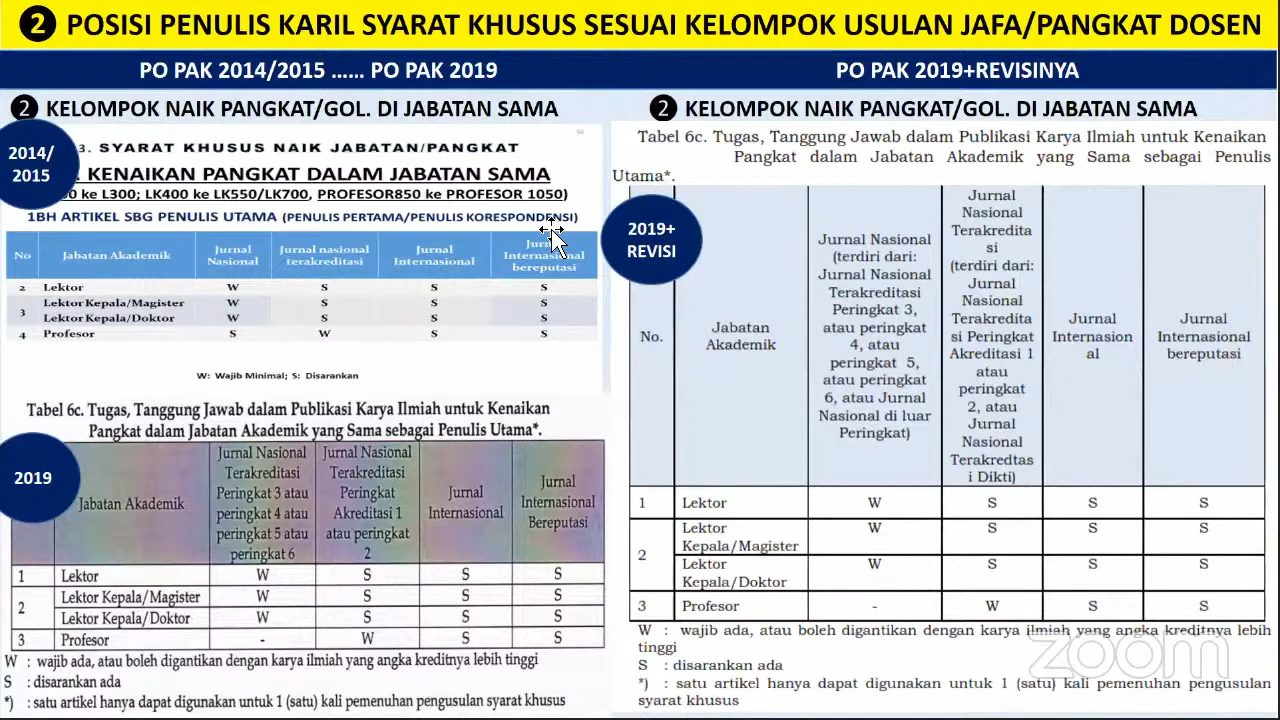 ❷ POSISI PENULIS KARIL SYARAT KHUSUS SESUAI KELOMPOK USULAN JAFA/PANGKAT DOSEN
PO PAK 2014/2015 ...... PO PAK 2019
❷ KELOMPOK NAIK PANGKAT/GOL. DI JABATAN SAMA
2014/
2015
3. SYARAT KHUSUS NAIK JABATAN/PANGKAT
KENAIKAN PANGKAT DALAM JABATAN SAMA
ke L300; LK400 ke LK550/LK700, PROFESOR850 ke PROFESOR 1050)
1BH ARTIKEL SBG PENULIS UTAMA (PENULIS PERTAMA/PENULIS KORESPONDENSI)
No Jabatan Akademik Jurnal Nasional Jurnal nasional terakreditasi Jurnal Internasional Jurnal Internasional bereputasi
2 Lektor W S S S
3 Lektor Kepala/Magister W S S S
Lektor Kepala/Doktor W S S S
4 Profesor S W S S
W: Wajib Minimal; S: Disarankan
2019
Tabel 6c. Tugas, Tanggung Jawab dalam Publikasi Karya Ilmiah untuk Kenaikan
Pangkat dalam Jabatan Akademik yang Sama sebagai Penulis Utama*.
Jabatan Akademik
Jurnal Nasional
Terakreditasi
Peringkat 3 atau
peringkat 4 atau
peringkat 5 atau
peringkat 6
Jurnal Nasional
Terakreditasi
Peringkat
Akreditasi 1
atau peringkat
2
Jurnal
Internasional
Jurnal
Internasional
Bereputasi
1 Lektor W S S S
2 Lektor Kepala/Magister W S S S
Lektor Kepala/Doktor W S S S
3 Profesor - W S S
W : wajib ada, atau boleh digantikan dengan karya ilmiah yang angka kreditnya lebih tinggi
S : disarankan ada
*) : satu artikel hanya dapat digunakan untuk 1 (satu) kali pemenuhan pengusulan syarat khusus
PO PAK 2019+REVISINYA
❷ KELOMPOK NAIK PANGKAT/GOL. DI JABATAN SAMA
Tabel 6c. Tugas, Tanggung Jawab dalam Publikasi Karya Ilmiah untuk Kenaikan
Pangkat dalam Jabatan Akademik yang Sama sebagai Penulis
Utama*.
2019+
REVISI
No.
Jabatan
Akademik
Jurnal Nasional
(terdiri dari:
Jurnal Nasional
Terakreditasi
Peringkat 3,
atau peringkat
4, atau
peringkat 5,
atau peringkat
6, atau Jurnal
Nasional di luar
Peringkat)
Jurnal
Nasional
Terakredita
si
(terdiri dari:
Jurnal
Nasional
Terakredita
si Peringkat
Akreditasi 1
atau
peringkat
2, atau
Jurnal
Nasional
Terakredtas
i Dikti)
Jurnal
Internasion
al
Jurnal
Internasional
bereputasi
1 Lektor W S S S
2 Lektor
Kepala/Magister W S S S
Lektor
Kepala/Doktor W S S S
3 Profesor - W S S
W : wajib ada, atau boleh digantikan dengan karya ilmiah yang angka kreditnya lebih
tinggi
S : disarankan ada
*) : satu artikel hanya dapat digunakan untuk 1 (satu) kali pemenuhan pengusulan
syarat khusus
zoom